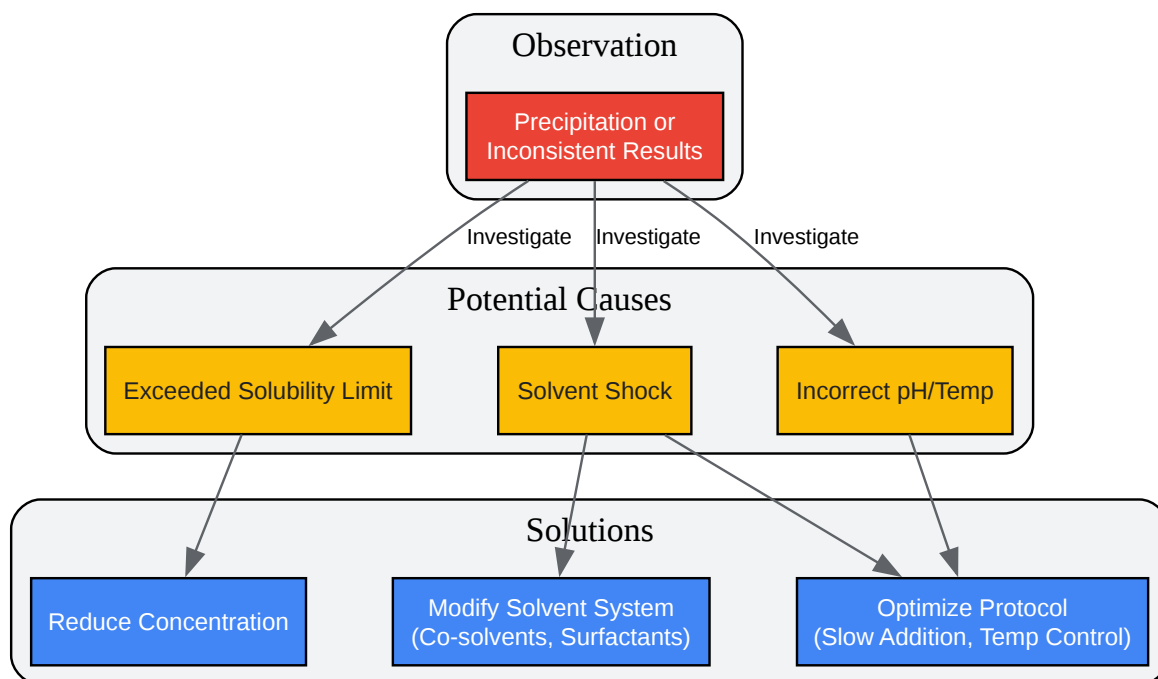 Observation
Precipitation or
Inconsistent Results
Investigate
Investigate
Investigate
Potential Causes
Exceeded Solubility Limit
Solvent Shock
Incorrect pH/Temp
Solutions
Reduce Concentration
Modify Solvent System
(Co-solvents, Surfactants)
Optimize Protocol
(Slow Addition, Temp Control)